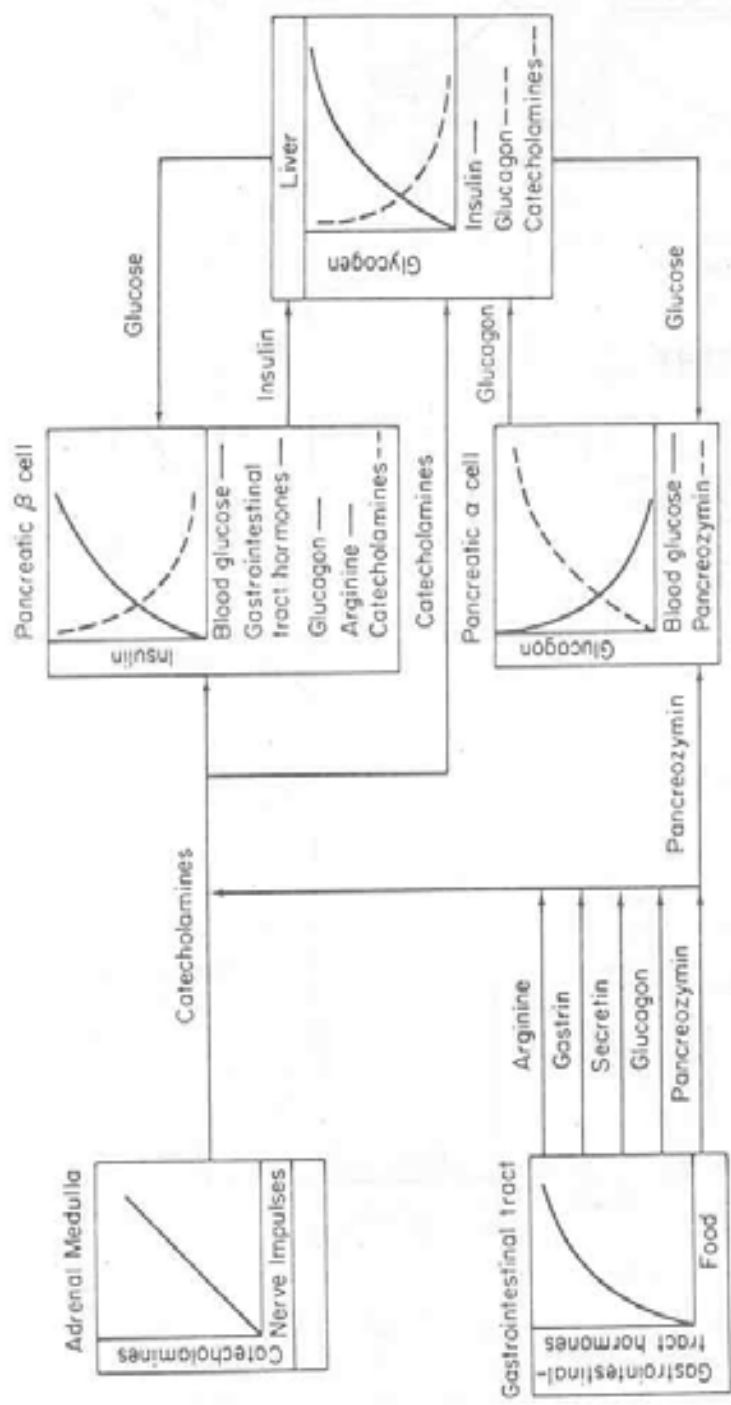 Adrenal Medulla
Catecholamines
Nerve Impulses
Catecholamines
Gastrointestinal tract
Gastrointestinal-
tract hormones
Food
Arginine
Gastrin
Secretin
Glucagon
Pancreozymin
Pancreozymin
Pancreatic β cell
Insulin
Blood glucose
Gastrointestinal
tract hormones
Glucagon
Arginine
Catecholamines
Catecholamines
Pancreatic α cell
Glucagon
Blood glucose
Pancreozymin
Glucose
Insulin
Glucagon
Glucose
Liver
Glycogen
Insulin
Glucagon
Catecholamines